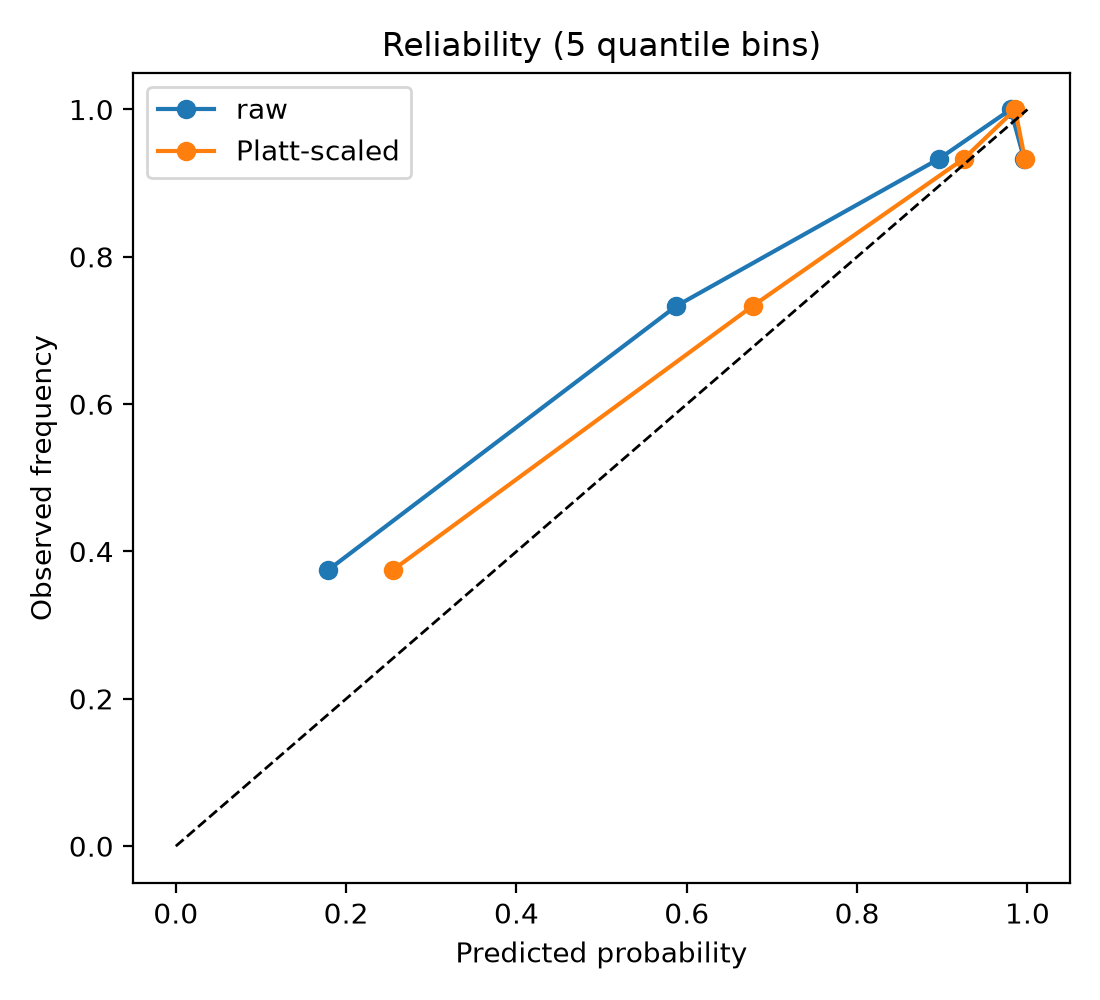 Reliability (5 quantile bins)
raw
Platt-scaled
1.0
0.8
0.6
0.4
0.2
0.0
Observed frequency
0.0 0.2 0.4 0.6 0.8 1.0
Predicted probability